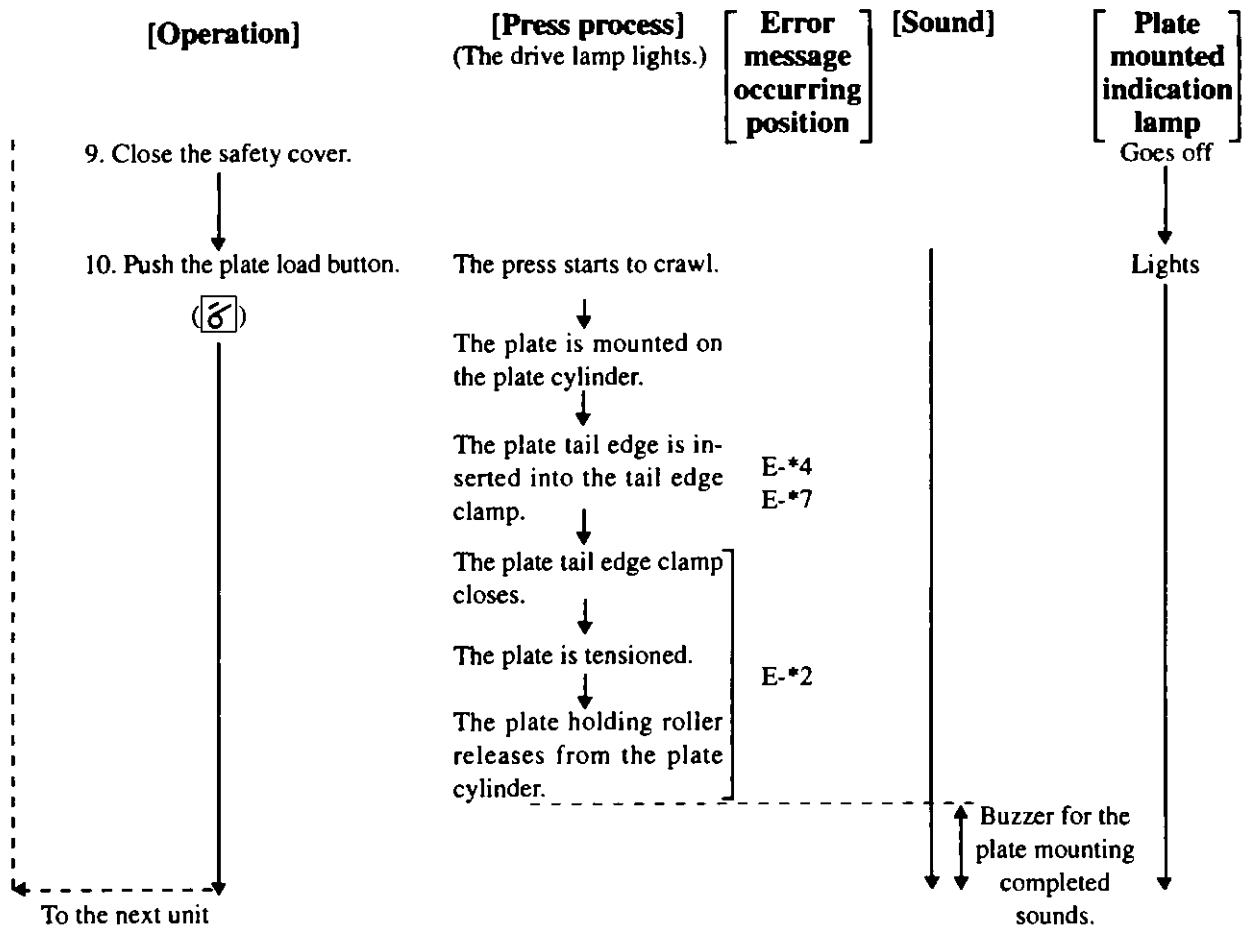 [Operation]
[Press process]
(The drive lamp lights.)
[Error
message
occurring
position]
[Sound]
[Plate
mounted
indication
lamp]
9. Close the safety cover.
Goes off
10. Push the plate load button.
The press starts to crawl.
Lights
The plate is mounted on
the plate cylinder.
The plate tail edge is in-
serted into the tail edge
clamp.
E-*4
E-*7
The plate tail edge clamp
closes.
The plate is tensioned.
E-*2
The plate holding roller
releases from the plate
cylinder.
Buzzer for the
plate mounting
completed
sounds.
To the next unit